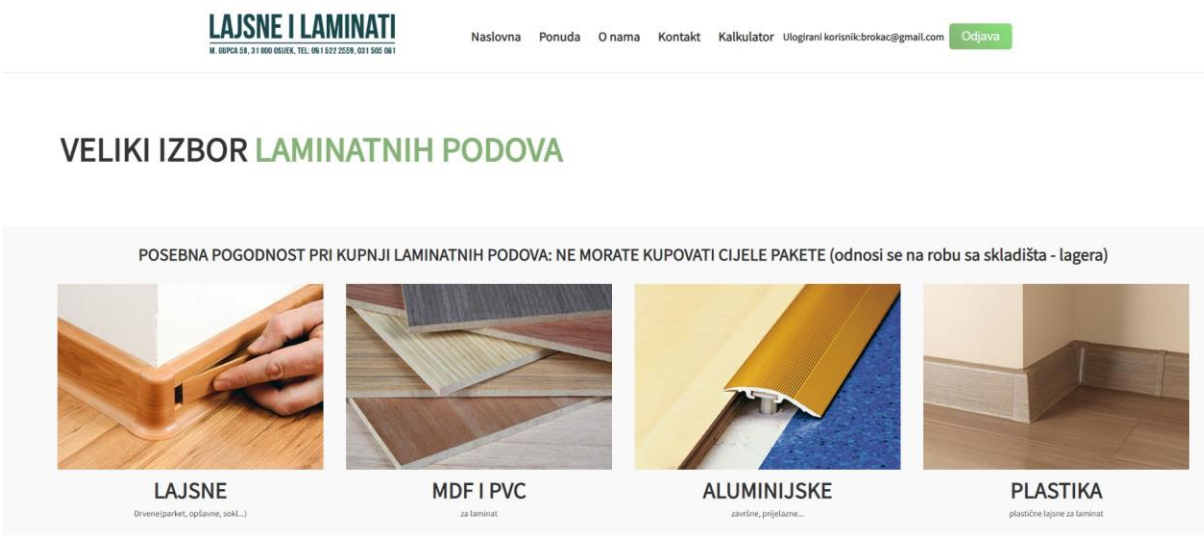 LAJSNE I LAMINATI
M. GUPCA 58, 31 000 OSIJEK, TEL: 091 522 2559, 031 505 061
Naslovna Ponuda O nama Kontakt Kalkulator Ulogirani korisnik:brokac@gmail.com Odjava
VELIKI IZBOR LAMINATNIH PODOVA
POSEBNA POGODNOST PRI KUPNJI LAMINATNIH PODOVA: NE MORATE KUPOVATI CIJELE PAKETE (odnosi se na robu sa skladišta - lagera)
LAJSNE
Drvene(parket, opšavne, sokl...)
MDF I PVC
za laminat
ALUMINIJSKE
završne, prijelazne...
PLASTIKA
plastične lajsne za laminat